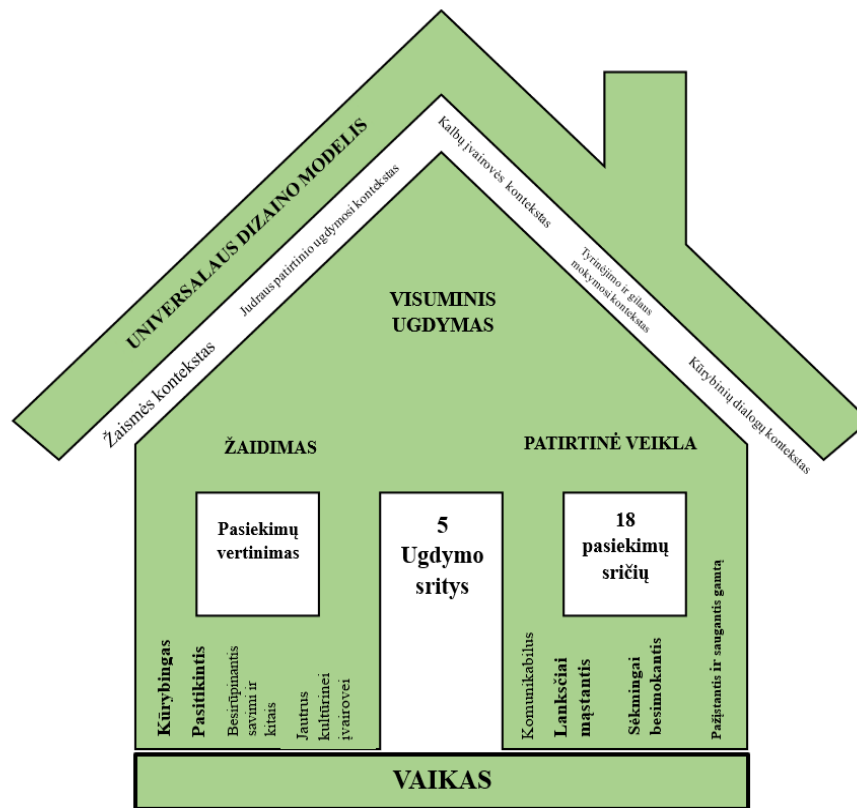 UNIVERSALAUS DIZAINO MODELIS
Žaismės kontekstas
Judraus patirtinio ugdymosi kontekstas
Kalbų įvairovės kontekstas
Tyrinėjimo ir gilaus
mokymosi kontekstas
Kūrybinių dialogų kontekstas
VISUMINIS
UGDYMAS
ŽAIDIMAS
PATIRTINĖ VEIKLA
Pasiekimų
vertinimas
5
Ugdymo
sritys
18
pasiekimų
sričių
Kūrybingas
Pasitikintis
Besirūpinantis
savimi ir
kitais
Jautrus
kultūrinei
įvairovei
Komunikabilus
Lanksčiai
mąstantis
Sėkmingai
besimokantis
Pažįstantis ir saugantis gamtą
VAIKAS